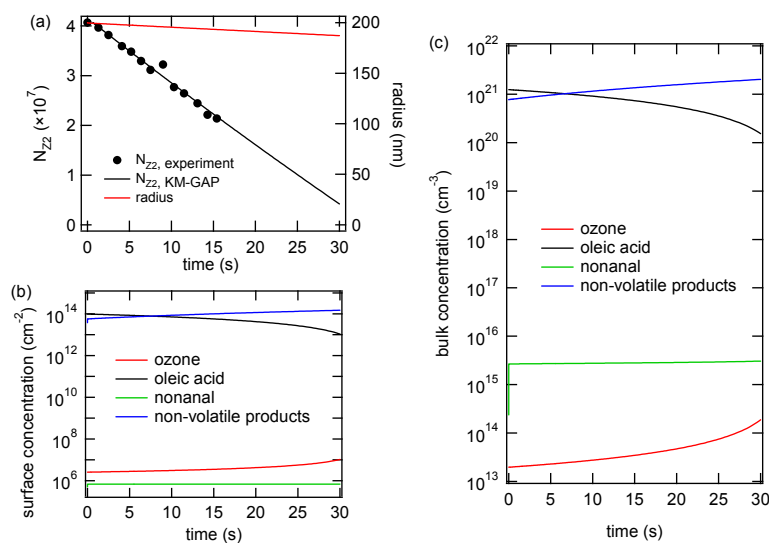 (a)
4
3
2
1
0
N_Z2 (×10^7)
200
150
100
50
0
radius (nm)
N_Z2, experiment
N_Z2, KM-GAP
radius
0 5 10 15 20 25 30
time (s)
(b)
10^14
10^12
10^10
10^8
10^6
surface concentration (cm^-2)
ozone
oleic acid
nonanal
non-volatile products
0 5 10 15 20 25 30
time (s)
(c)
10^22
10^21
10^20
10^19
10^18
10^17
10^16
10^15
10^14
10^13
bulk concentration (cm^-3)
ozone
oleic acid
nonanal
non-volatile products
0 5 10 15 20 25 30
time (s)